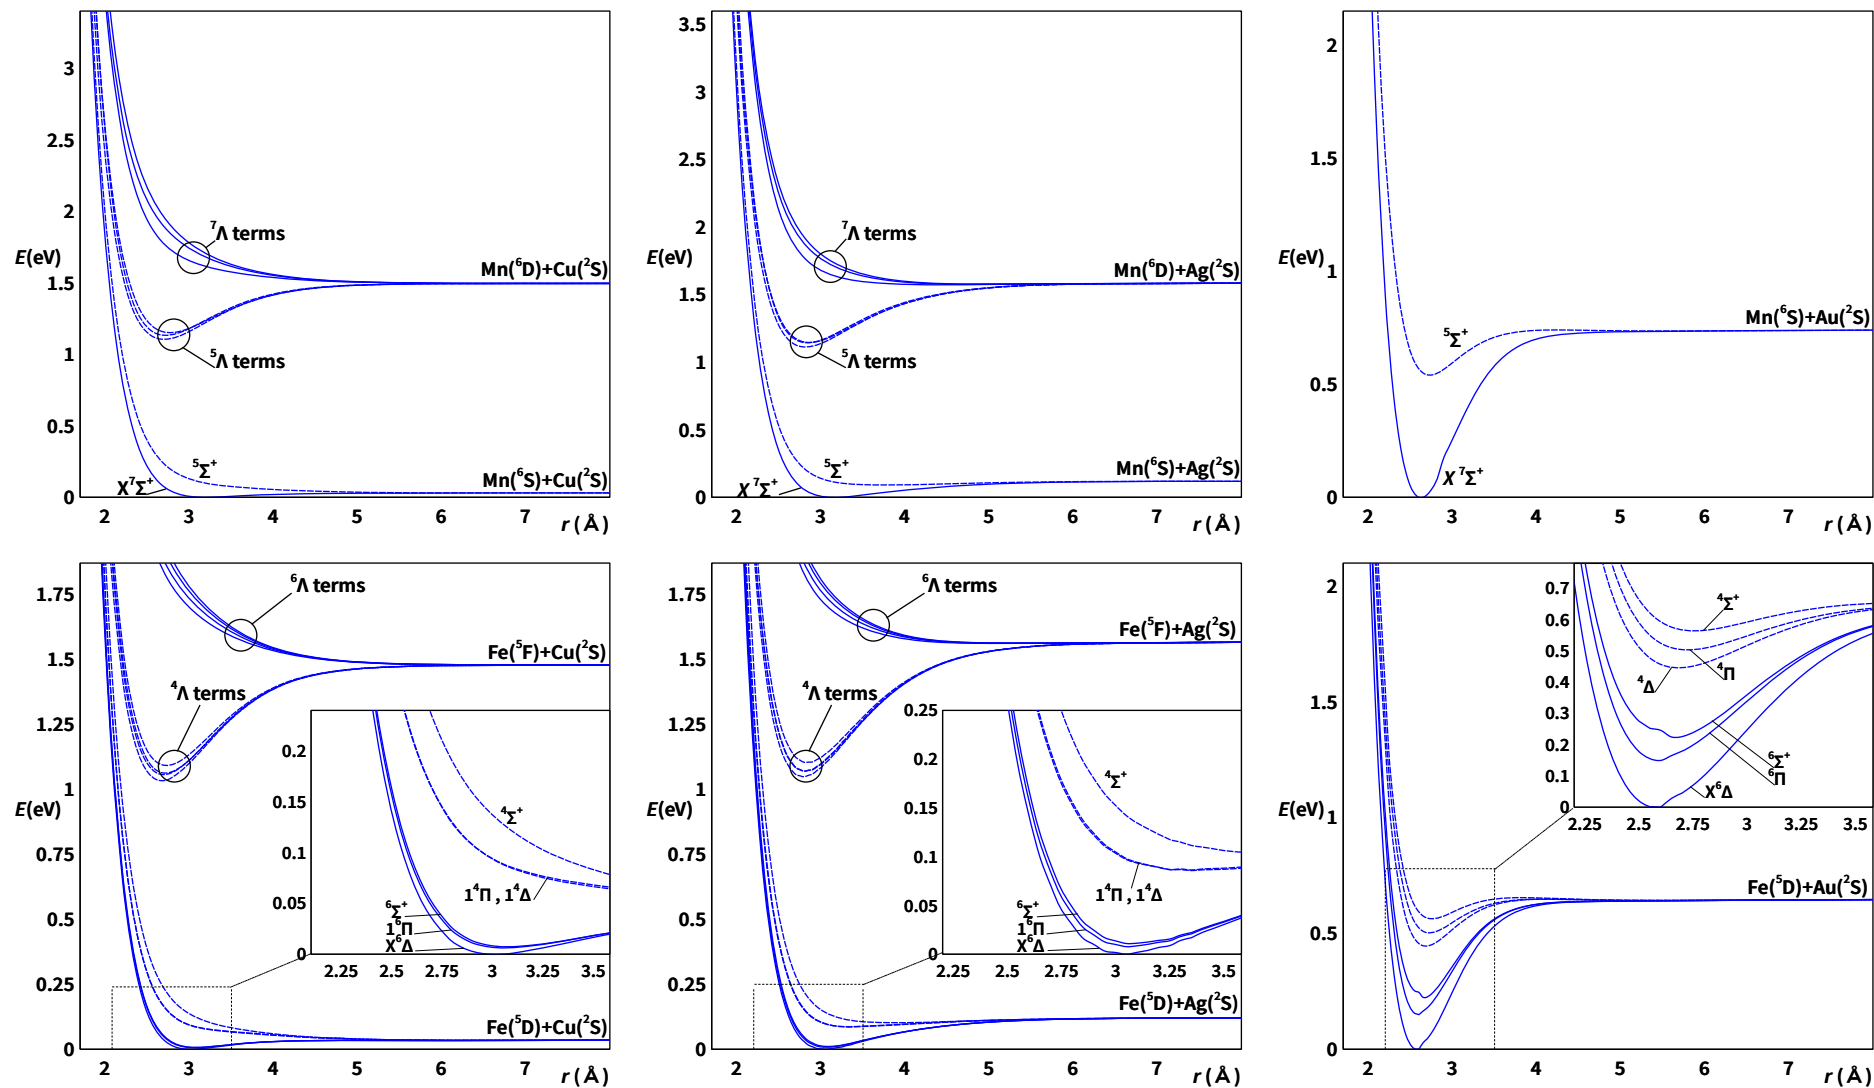 3
2.5
2
1.5
1
0.5
0
E(eV)
⁷Λ terms
Mn(⁶D)+Cu(²S)
⁵Λ terms
⁵Σ⁺
X⁷Σ⁺
Mn(⁶S)+Cu(²S)
2 3 4 5 6 7 r (Å)
3.5
3
2.5
2
1.5
1
0.5
0
E(eV)
⁷Λ terms
Mn(⁶D)+Ag(²S)
⁵Λ terms
⁵Σ⁺
X ⁷Σ⁺
Mn(⁶S)+Ag(²S)
2 3 4 5 6 7 r (Å)
2
1.5
1
0.5
0
E(eV)
Mn(⁶S)+Au(²S)
⁵Σ⁺
X ⁷Σ⁺
2 3 4 5 6 7 r (Å)
1.75
1.5
1.25
1
0.75
0.5
0.25
0
E(eV)
⁶Λ terms
Fe(⁵F)+Cu(²S)
⁴Λ terms
0.2
0.15
0.1
0.05
0
⁴Σ⁺
1⁴Π , 1⁴Δ
⁶Σ⁺
1⁶Π
X⁶Δ
2.25 2.5 2.75 3 3.25 3.5
Fe(⁵D)+Cu(²S)
2 3 4 5 6 7 r (Å)
1.75
1.5
1.25
1
0.75
0.5
0.25
0
E(eV)
⁶Λ terms
Fe(⁵F)+Ag(²S)
⁴Λ terms
0.25
0.2
0.15
0.1
0.05
0
⁴Σ⁺
1⁴Π , 1⁴Δ
⁶Σ⁺
1⁶Π
X⁶Δ
2.25 2.5 2.75 3 3.25 3.5
Fe(⁵D)+Ag(²S)
2 3 4 5 6 7 r (Å)
2
1.5
1
0.5
0
E(eV)
0.7
0.6
0.5
0.4
0.3
0.2
0.1
0
⁴Σ⁺
⁴Π
⁴Δ
⁶Σ⁺
⁶Π
X⁶Δ
2.25 2.5 2.75 3 3.25 3.5
Fe(⁵D)+Au(²S)
2 3 4 5 6 7 r (Å)